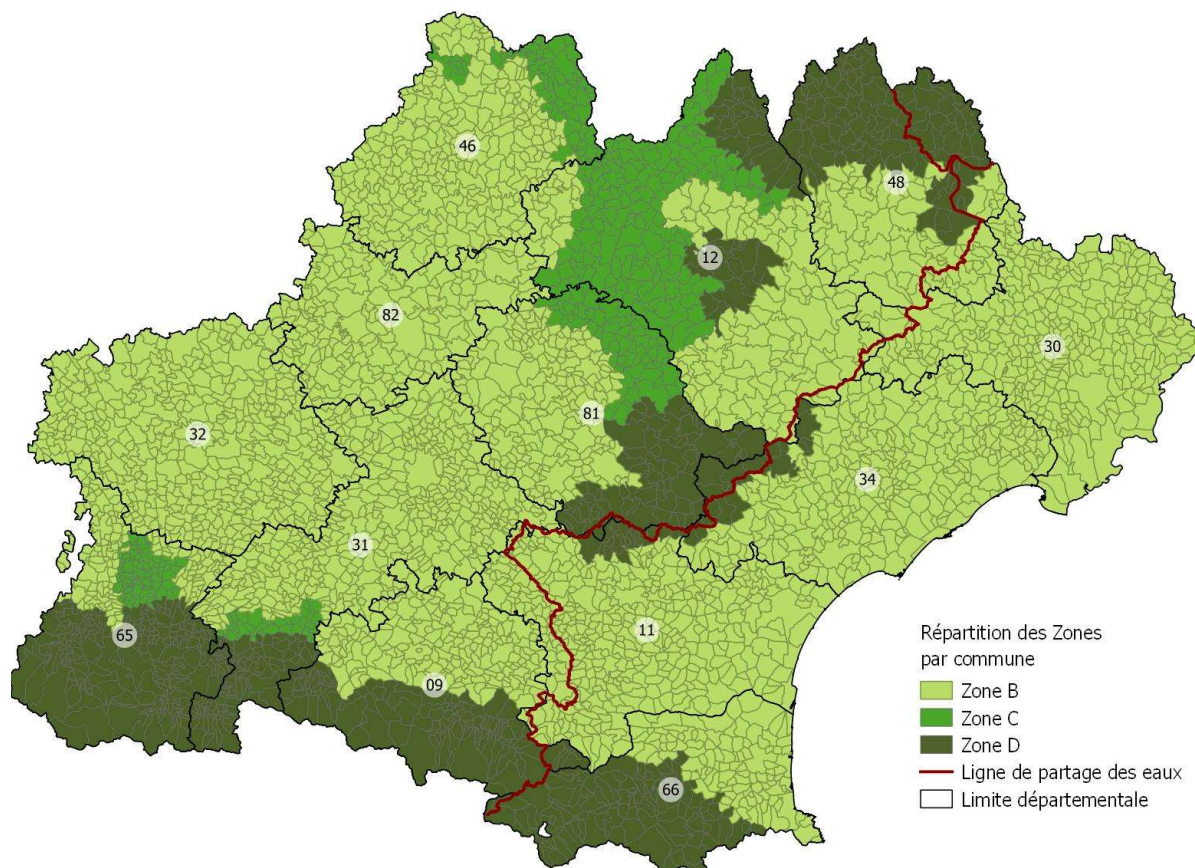 46
48
12
82
30
81
32
34
31
11
65
09
66
Répartition des Zones
par commune
Zone B
Zone C
Zone D
Ligne de partage des eaux
Limite départementale